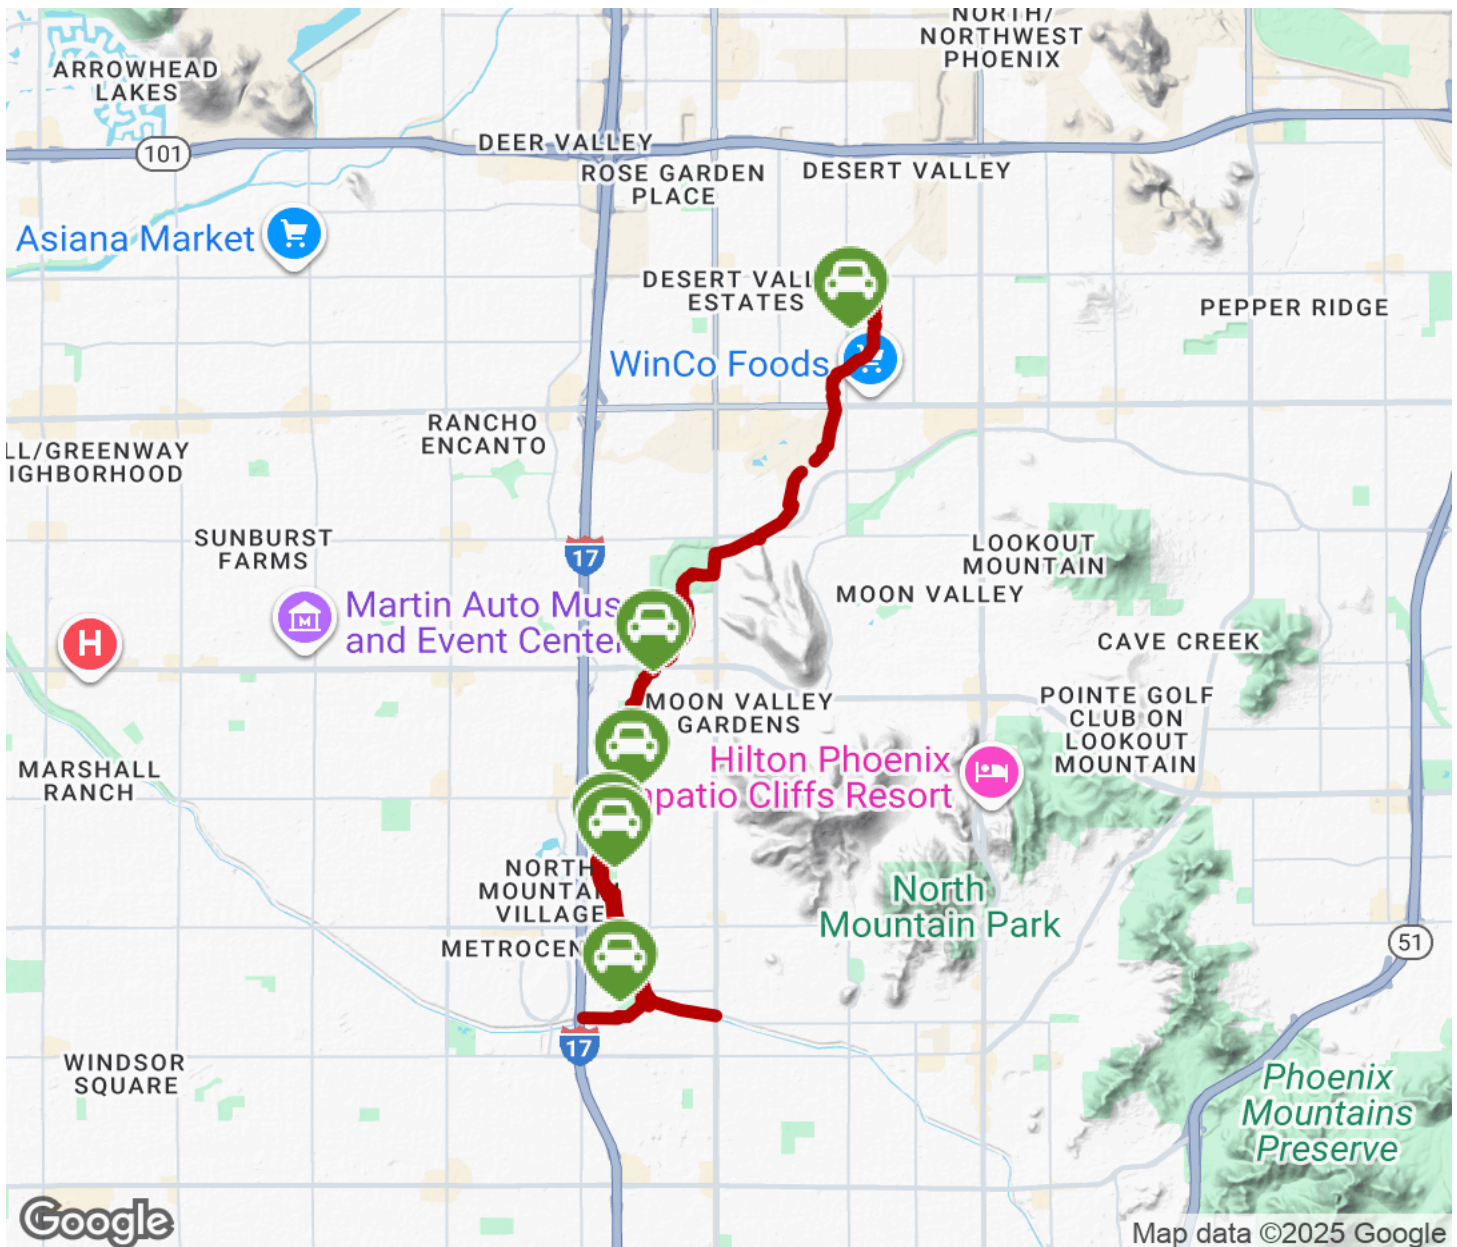 NORTH/
NORTHWEST
PHOENIX
ARROWHEAD
LAKES
101
DEER VALLEY
ROSE GARDEN
PLACE
DESERT VALLEY
Asiana Market
DESERT VALL
ESTATES
PEPPER RIDGE
WinCo Foods
RANCHO
ENCANTO
LL/GREENWAY
IGHBORHOOD
SUNBURST
FARMS
17
LOOKOUT
MOUNTAIN
MOON VALLEY
Martin Auto Mus
and Event Center
H
M
CAVE CREEK
MOON VALLEY
GARDENS
POINTE GOLF
CLUB ON
LOOKOUT
MOUNTAIN
Hilton Phoenix
patio Cliffs Resort
MARSHALL
RANCH
NORTH
MOUNTAIN
VILLAGE
North
Mountain Park
METROCEN
51
17
WINDSOR
SQUARE
Phoenix
Mountains
Preserve
Google
Map data ©2025 Google